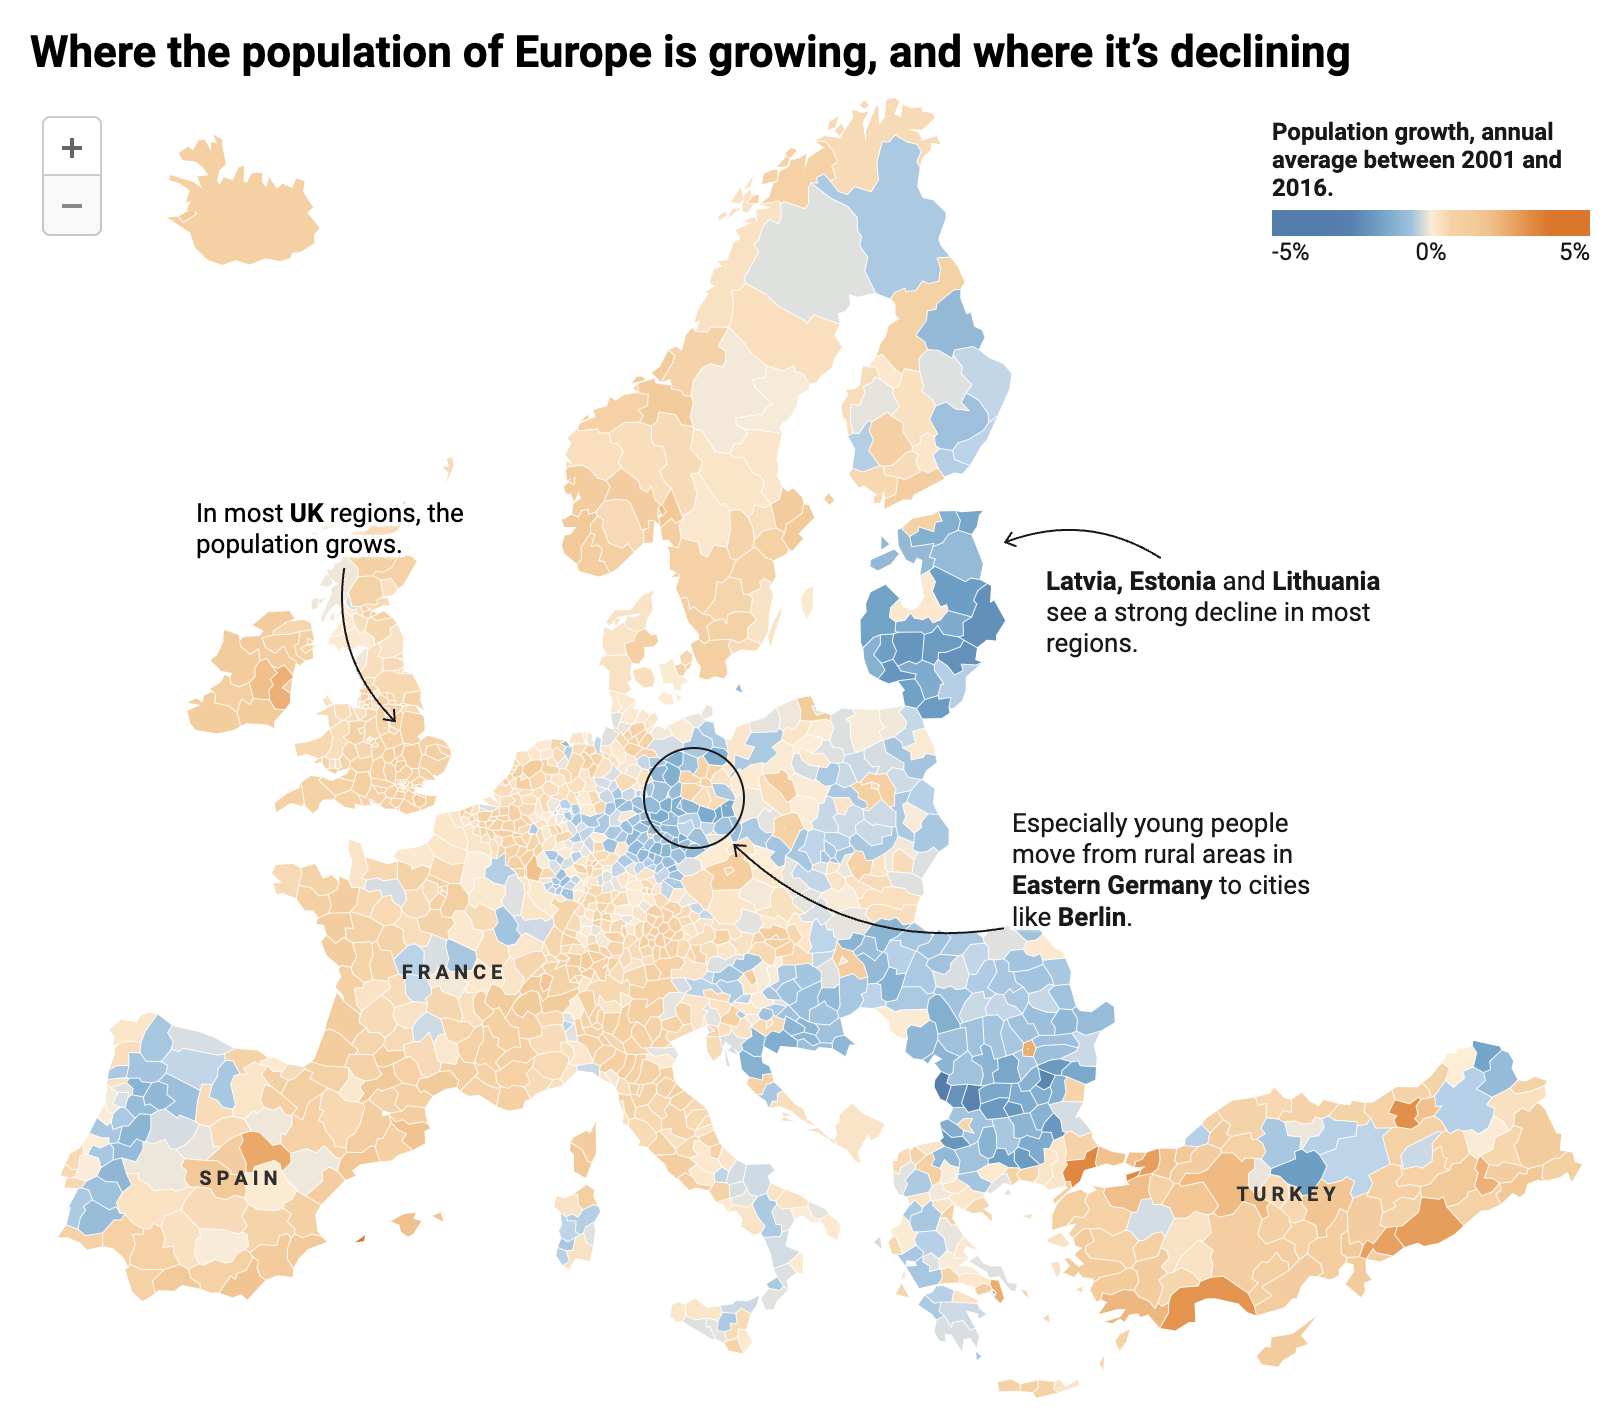 Where the population of Europe is growing, and where it’s declining
+
−
Population growth, annual
average between 2001 and
2016.
-5% 0% 5%
In most UK regions, the
population grows.
Latvia, Estonia and Lithuania
see a strong decline in most
regions.
Especially young people
move from rural areas in
Eastern Germany to cities
like Berlin.
FRANCE
SPAIN
TURKEY